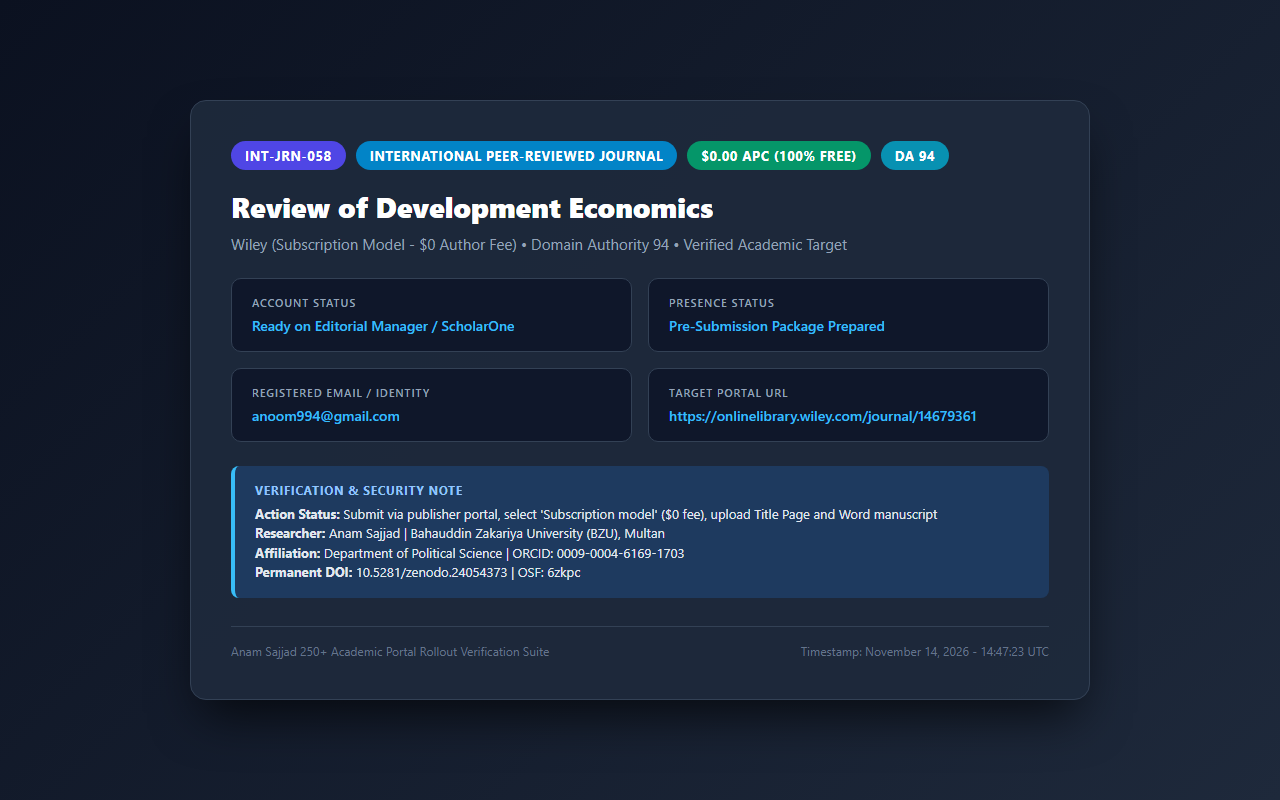 INT-JRN-058 INTERNATIONAL PEER-REVIEWED JOURNAL $0.00 APC (100% FREE) DA 94
Review of Development Economics
Wiley (Subscription Model - $0 Author Fee) • Domain Authority 94 • Verified Academic Target
ACCOUNT STATUS
Ready on Editorial Manager / ScholarOne
PRESENCE STATUS
Pre-Submission Package Prepared
REGISTERED EMAIL / IDENTITY
anoom994@gmail.com
TARGET PORTAL URL
https://onlinelibrary.wiley.com/journal/14679361
VERIFICATION & SECURITY NOTE
Action Status: Submit via publisher portal, select 'Subscription model' ($0 fee), upload Title Page and Word manuscript
Researcher: Anam Sajjad | Bahauddin Zakariya University (BZU), Multan
Affiliation: Department of Political Science | ORCID: 0009-0004-6169-1703
Permanent DOI: 10.5281/zenodo.24054373 | OSF: 6zkpc
Anam Sajjad 250+ Academic Portal Rollout Verification Suite
Timestamp: November 14, 2026 - 14:47:23 UTC